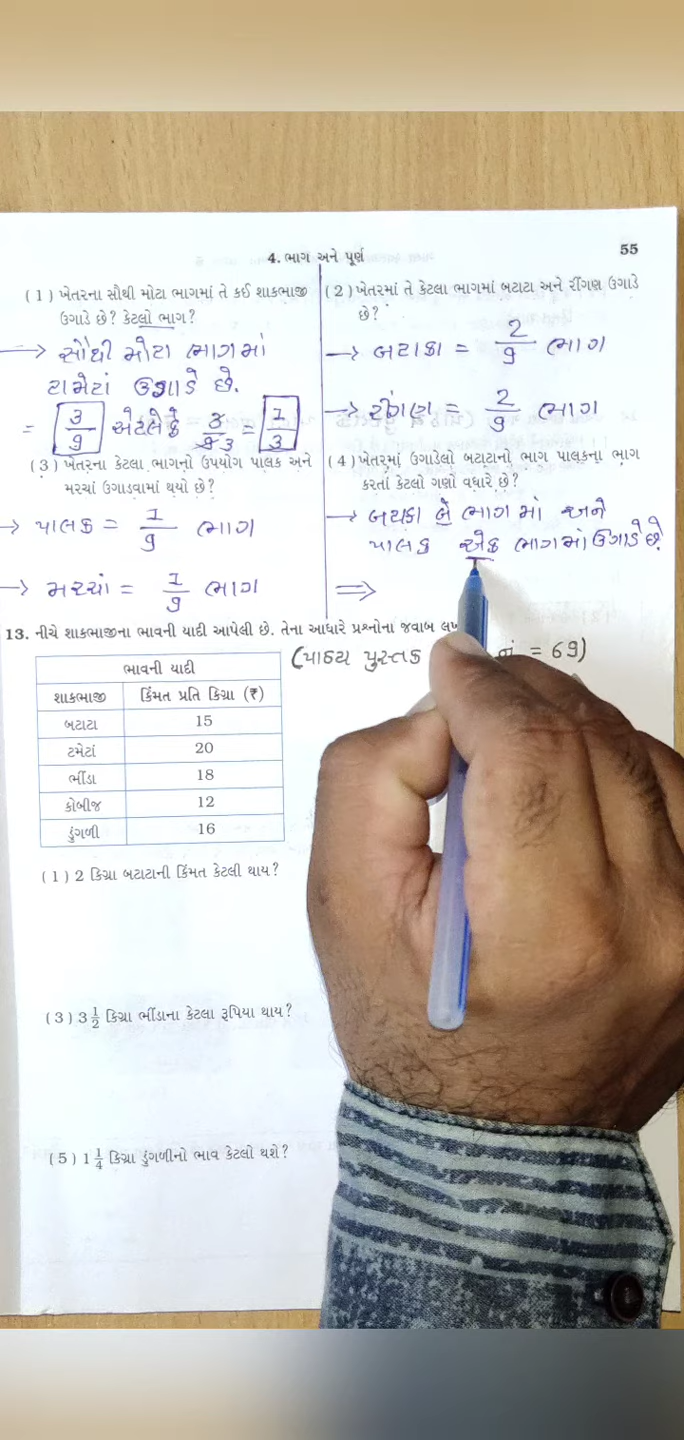 4. ભાગ અને પૂર્ણ
55
( 1 ) ખેતરના સૌથી મોટા ભાગમાં તે કઈ શાકભાજી
ઉગાડે છે? કેટલો ભાગ?
→ સૌથી મોટા ભાગમાં
ટામેટાં ઉગાડે છે.
= 3/9 એટલેકે 3/9 3 = 1/3
( 2 ) ખેતરમાં તે કેટલા ભાગમાં બટાટા અને રીંગણ ઉગાડે
છે?
→ બટાકા = 2/9 ભાગ
→ રીંગણ = 2/9 ભાગ
( 3 ) ખેતરના કેટલા ભાગનો ઉપયોગ પાલક અને
મરચાં ઉગાડવામાં થયો છે?
→ પાલક = 1/9 ભાગ
→ મરચાં = 1/9 ભાગ
( 4 ) ખેતરમાં ઉગાડેલો બટાટાનો ભાગ પાલકના ભાગ
કરતાં કેટલો ગણો વધારે છે?
→ બટાકા બે ભાગ માં અને
પાલક એક ભાગમાં ઉગાડે છે.
⇒
13. નીચે શાકભાજીના ભાવની યાદી આપેલી છે. તેના આધારે પ્રશ્નોના જવાબ
(પાઠ્ય પુસ્તક નં = 69)
ભાવની યાદી
શાકભાજી કિંમત પ્રતિ કિગ્રા (₹)
બટાટા 15
ટમેટાં 20
ભીંડા 18
કોબીજ 12
ડુંગળી 16
( 1 ) 2 કિગ્રા બટાટાની કિંમત કેટલી થાય?
( 3 ) 3 1/2 કિગ્રા ભીંડાના કેટલા રૂપિયા થાય?
( 5 ) 1 1/4 કિગ્રા ડુંગળીનો ભાવ કેટલો થશે?